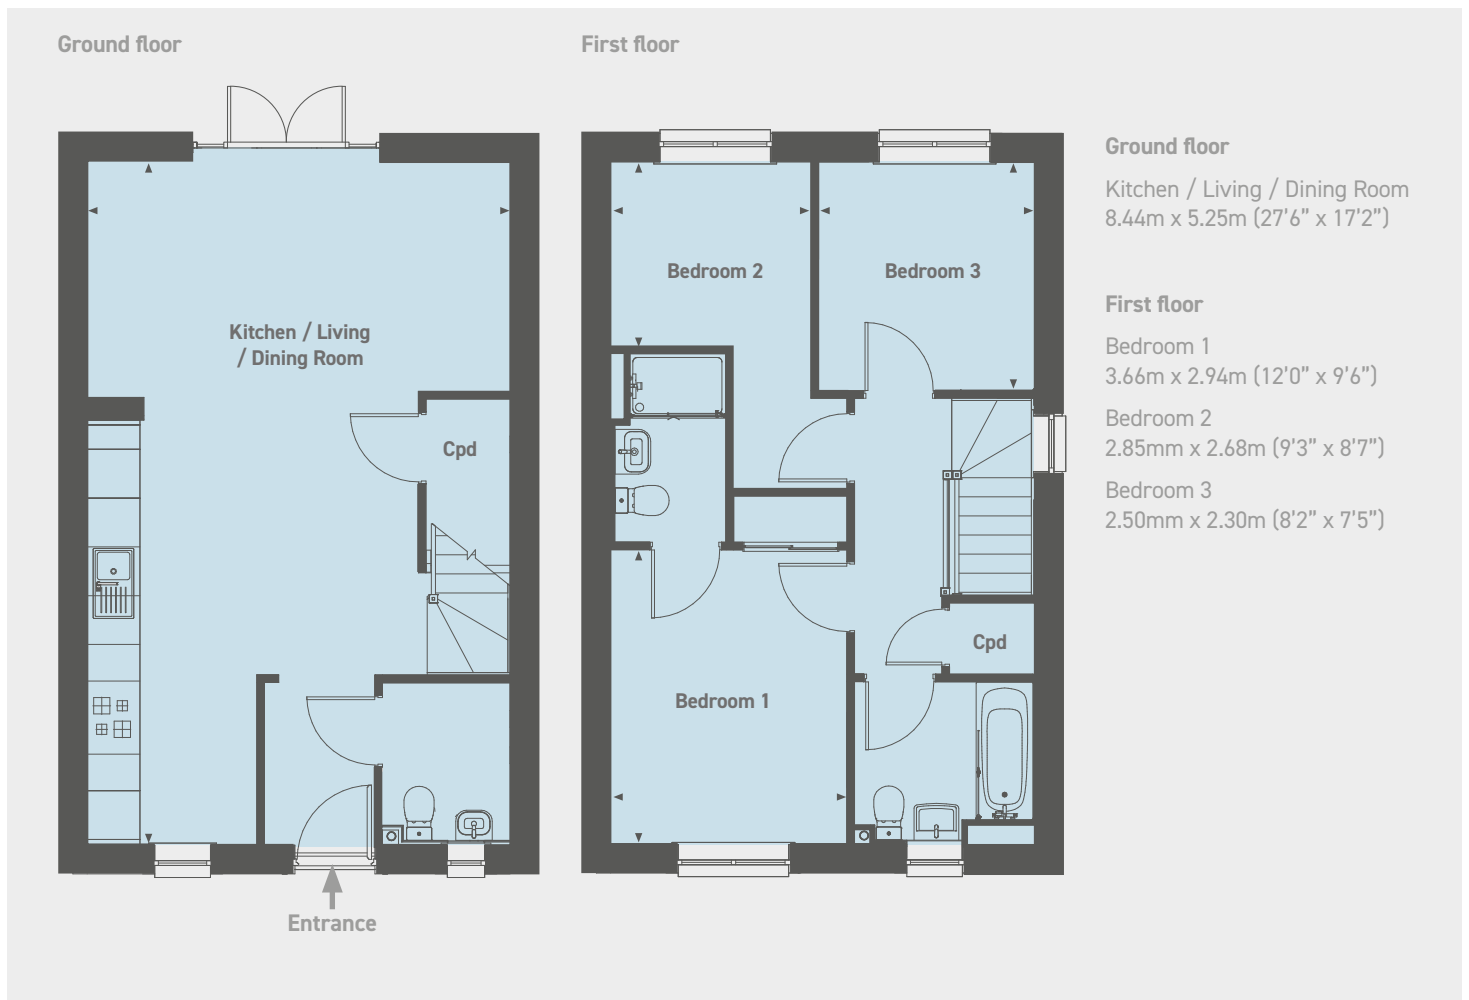 Ground floor
First floor
Kitchen / Living
/ Dining Room
Cpd
Entrance
Bedroom 2
Bedroom 3
Cpd
Bedroom 1
Ground floor
Kitchen / Living / Dining Room
8.44m x 5.25m (27’6” x 17’2”)
First floor
Bedroom 1
3.66m x 2.94m (12’0” x 9’6”)
Bedroom 2
2.85mm x 2.68m (9’3” x 8’7”)
Bedroom 3
2.50mm x 2.30m (8’2” x 7’5”)